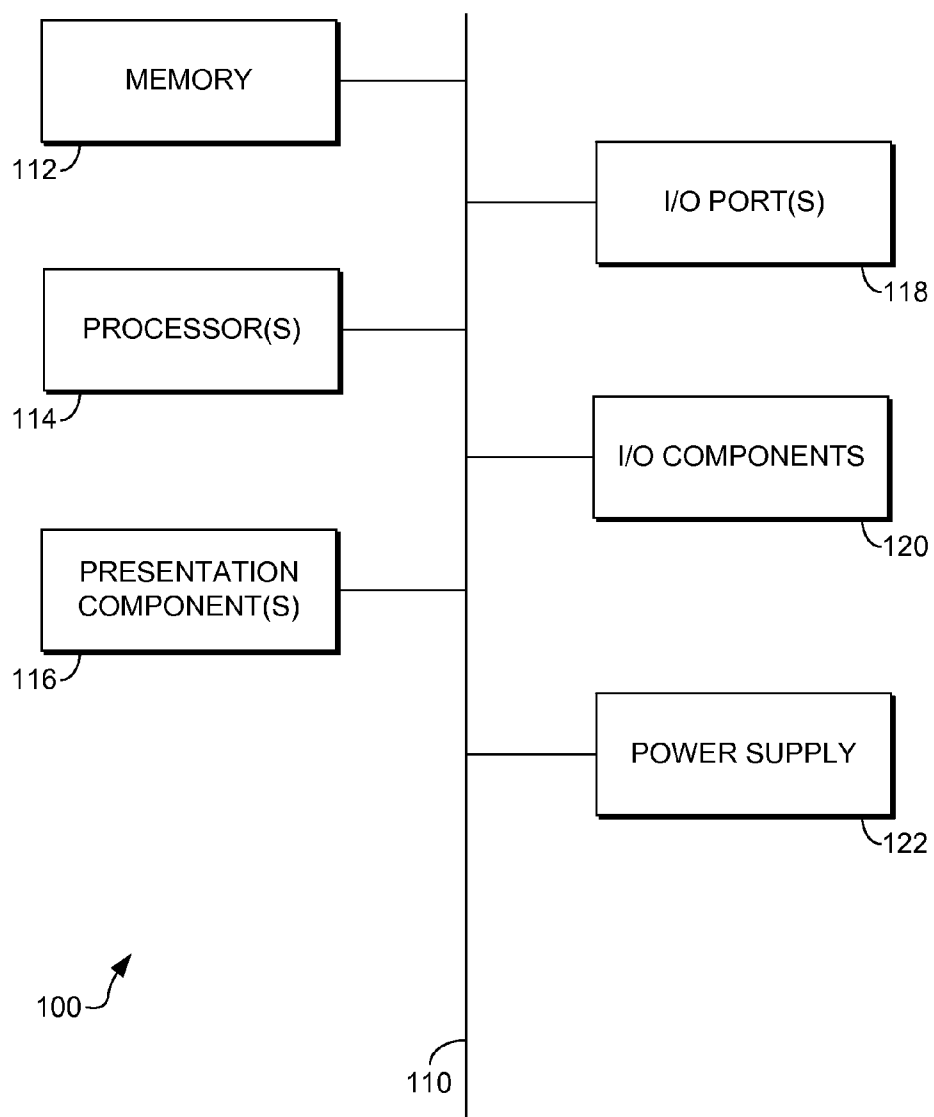 MEMORY
112
I/O PORT(S)
118
PROCESSOR(S)
114
I/O COMPONENTS
120
PRESENTATION
COMPONENT(S)
116
POWER SUPPLY
122
100
110